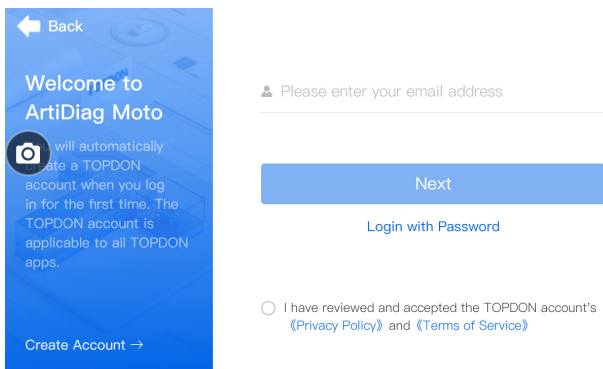 Back
Welcome to
ArtiDiag Moto
will automatically
create a TOPDON
account when you log
in for the first time. The
TOPDON account is
applicable to all TOPDON
apps.
Create Account →
Please enter your email address
Next
Login with Password
I have reviewed and accepted the TOPDON account's
《Privacy Policy》 and 《Terms of Service》